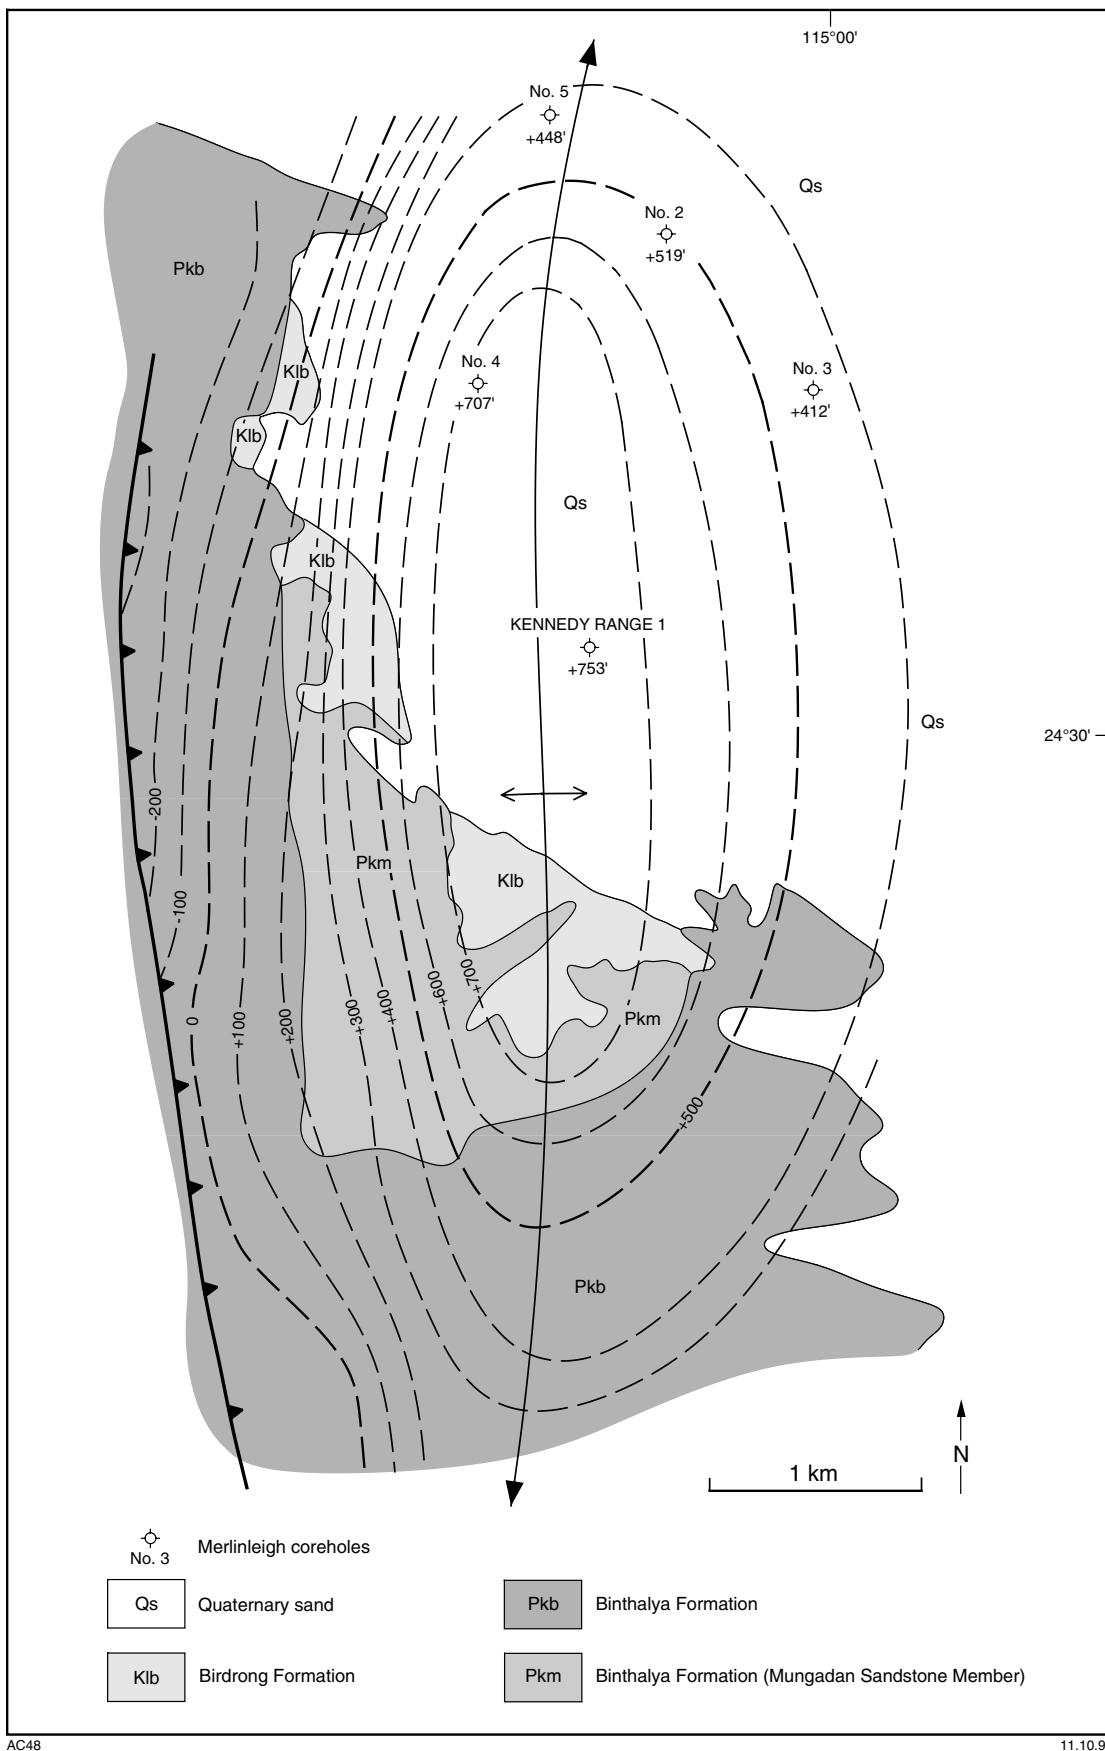 115°00'
No. 5
+448'
Qs
No. 2
+519'
Pkb
No. 4
+707'
No. 3
+412'
Klb
Klb
Qs
Klb
KENNEDY RANGE 1
+753'
Qs
24°30'
-200
Pkm
Klb
-100
+700
+600
0
+100
+200
+300
+400
Pkm
+500
Pkb
N
1 km
No. 3
Merlinleigh coreholes
Qs
Quaternary sand
Pkb
Binthalya Formation
Klb
Birdrong Formation
Pkm
Binthalya Formation (Mungadan Sandstone Member)
AC48
11.10.9